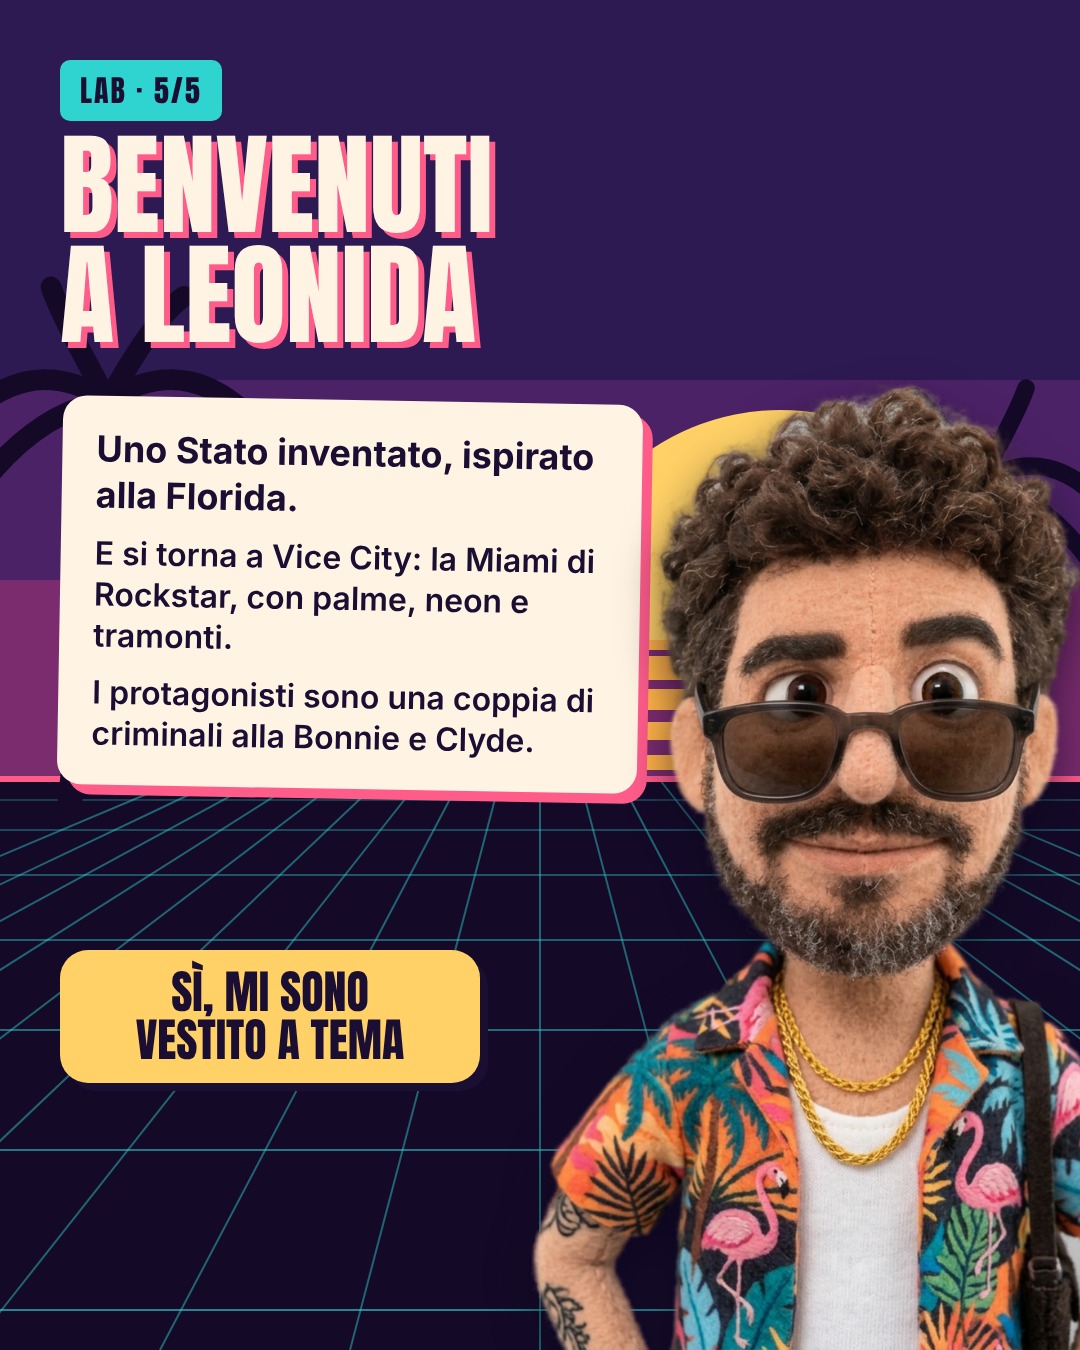 LAB · 5/5
BENVENUTI
A LEONIDA
Uno Stato inventato, ispirato
alla Florida.
E si torna a Vice City: la Miami di
Rockstar, con palme, neon e
tramonti.
I protagonisti sono una coppia di
criminali alla Bonnie e Clyde.
SÌ, MI SONO
VESTITO A TEMA